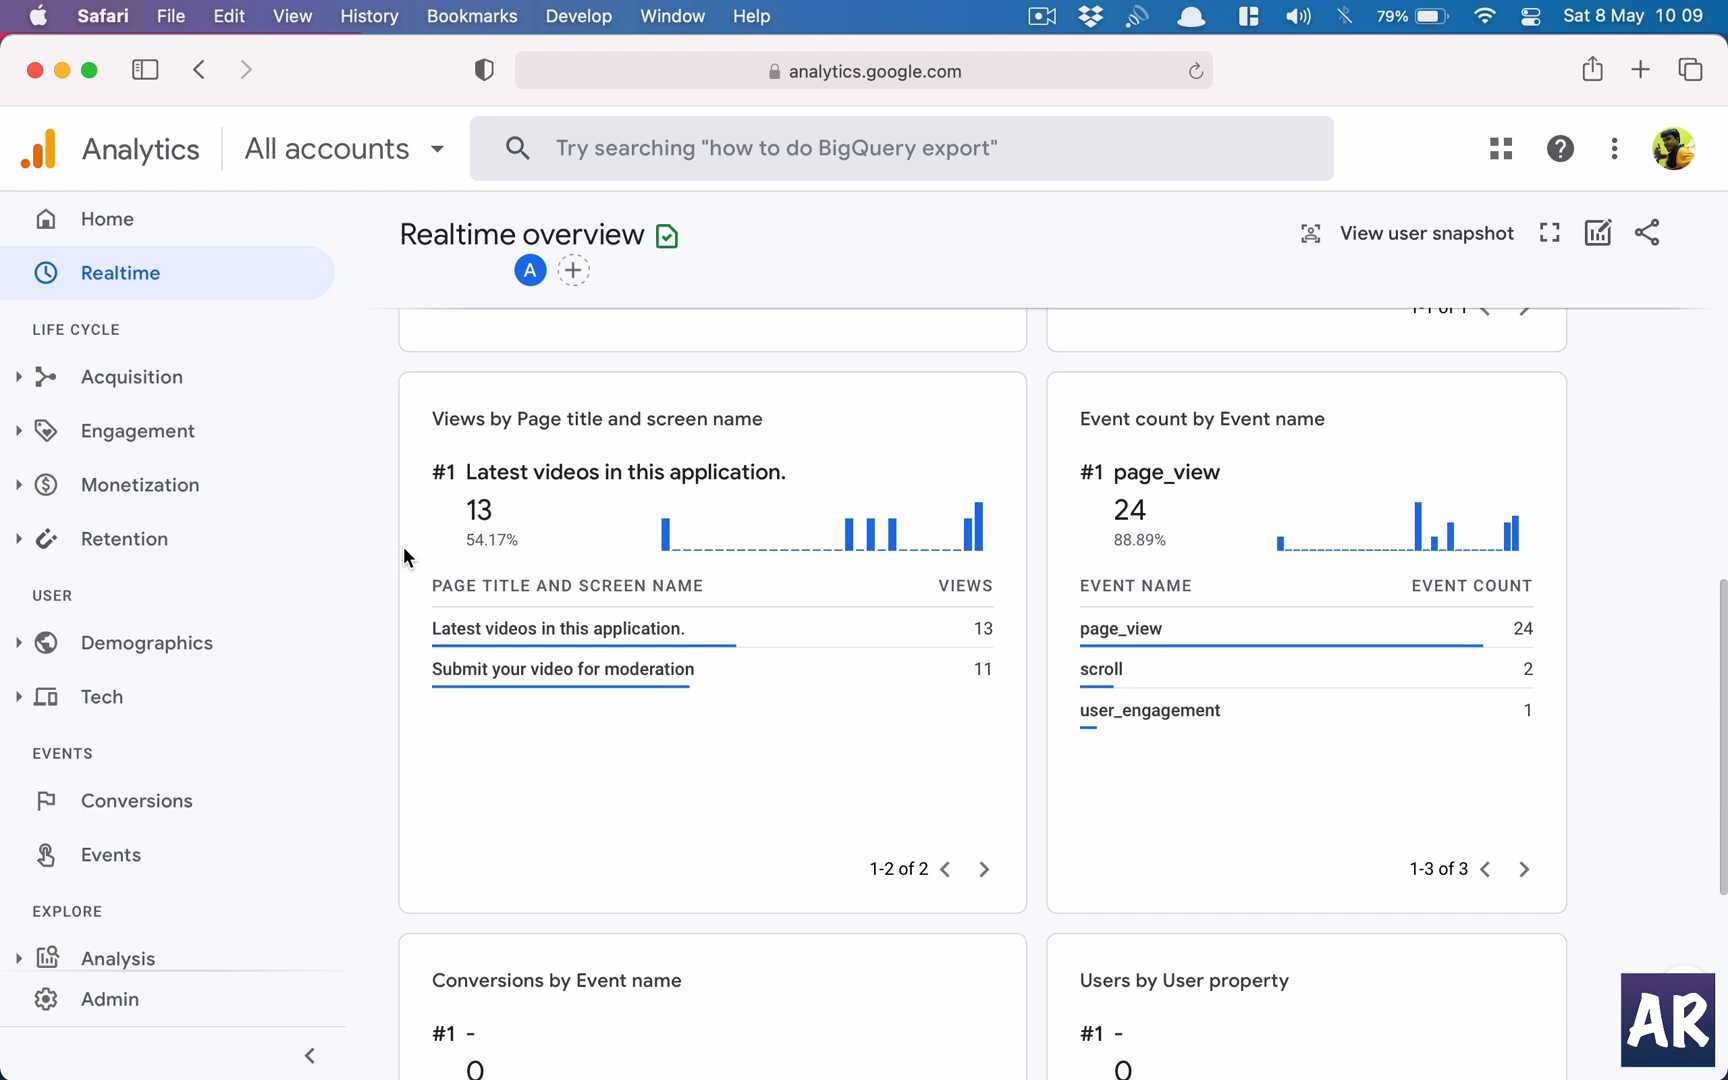 Safari File Edit View History Bookmarks Develop Window Help 79% Sat 8 May 10 09
analytics.google.com
Analytics All accounts Try searching "how to do BigQuery export"
Home
Realtime
LIFE CYCLE
Acquisition
Engagement
Monetization
Retention
USER
Demographics
Tech
EVENTS
Conversions
Events
EXPLORE
Analysis
Admin
Realtime overview
View user snapshot
A
1-1 of 1
Views by Page title and screen name
#1 Latest videos in this application.
13
54.17%
PAGE TITLE AND SCREEN NAME VIEWS
Latest videos in this application. 13
Submit your video for moderation 11
1-2 of 2
Event count by Event name
#1 page_view
24
88.89%
EVENT NAME EVENT COUNT
page_view 24
scroll 2
user_engagement 1
1-3 of 3
Conversions by Event name
#1 -
0
Users by User property
#1 -
0
AR